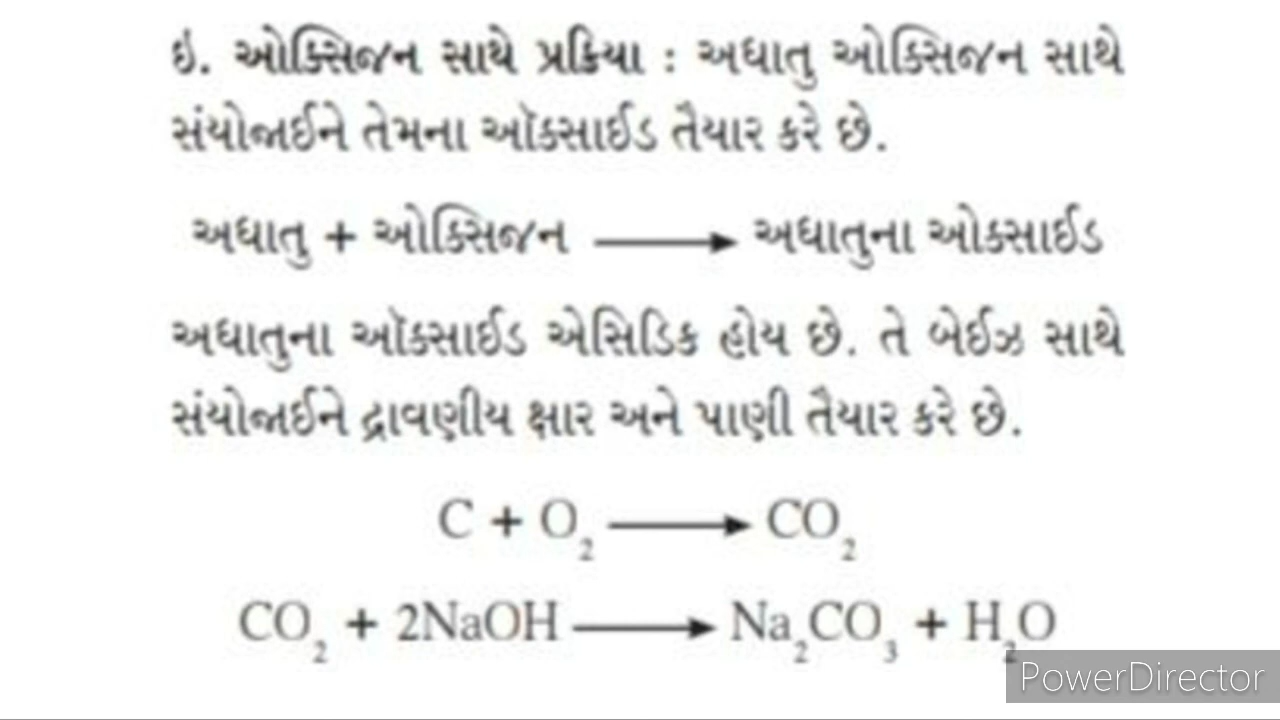 ઇ. ઓક્સિજન સાથે પ્રક્રિયા : અધાતુ ઓક્સિજન સાથે
સંયોજાઈને તેમના ઑક્સાઈડ તૈયાર કરે છે.
અધાતુ + ઓક્સિજન ⟶ અધાતુના ઓક્સાઈડ
અધાતુના ઑક્સાઈડ એસિડિક હોય છે. તે બેઈઝ સાથે
સંયોજાઈને દ્રાવણીય ક્ષાર અને પાણી તૈયાર કરે છે.
C + O₂ ⟶ CO₂
CO₂ + 2NaOH ⟶ Na₂CO₃ + H₂O
PowerDirector